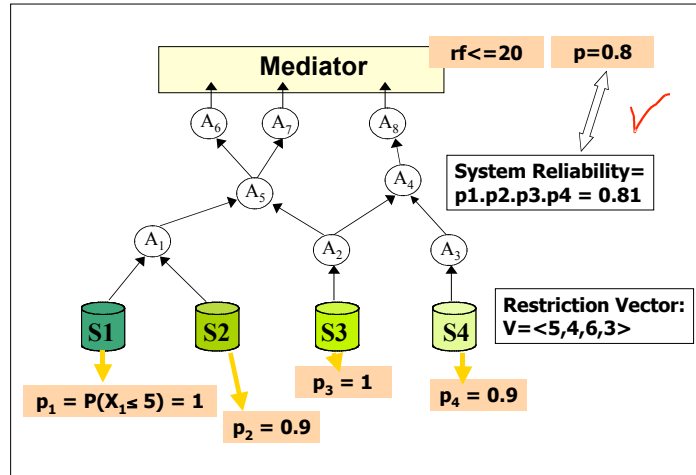 Mediator
rf<=20
p=0.8
A₆
A₇
A₈
System Reliability=
p1.p2.p3.p4 = 0.81
A₅
A₄
A₁
A₂
A₃
S1
S2
S3
S4
Restriction Vector:
V=<5,4,6,3>
p₁ = P(X₁≤ 5) = 1
p₂ = 0.9
p₃ = 1
p₄ = 0.9